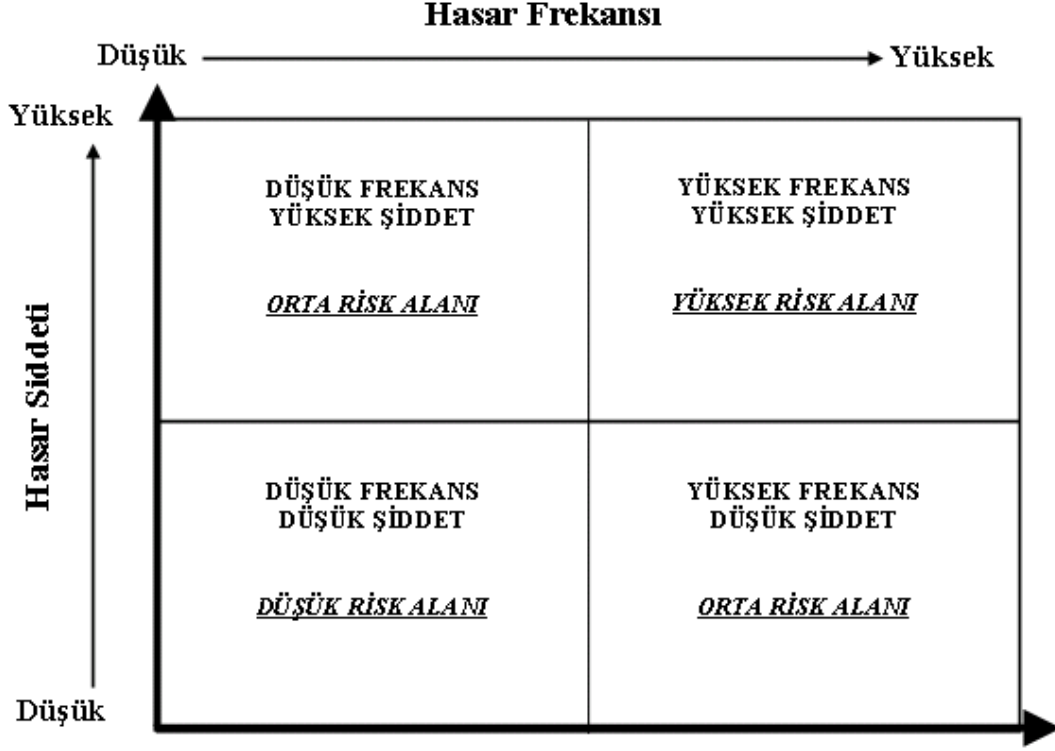 Hasar Frekansı
Düşük Yüksek
Yüksek
DÜŞÜK FREKANS
YÜKSEK ŞİDDET
ORTA RİSK ALANI
YÜKSEK FREKANS
YÜKSEK ŞİDDET
YÜKSEK RİSK ALANI
Hasar Siddeti
DÜŞÜK FREKANS
DÜŞÜK ŞİDDET
DÜŞÜK RİSK ALANI
YÜKSEK FREKANS
DÜŞÜK ŞİDDET
ORTA RİSK ALANI
Düşük